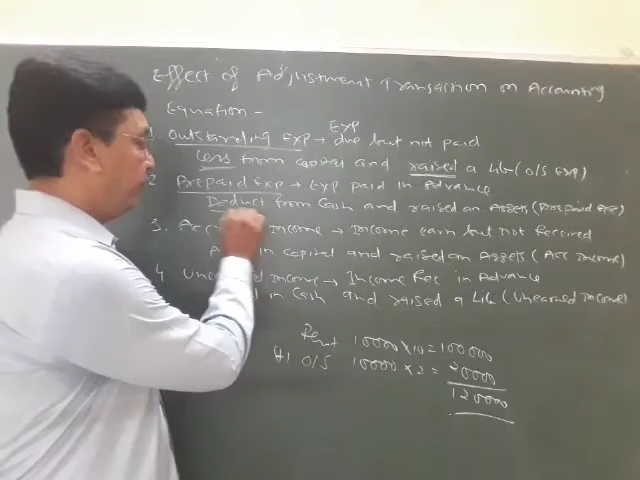 Effect of Adjustment Transaction on Accounting
Equation -
1. Outstanding Exp → Exp due but not paid
Less from capital and raised a Lib (O/S Exp)
2 Prepaid Exp → Exp paid in Advance
Deduct from Cash and raised an Assets (Prepaid Exp)
3. Income → Income earn but not Received
in capital and raised an Assets (Acc Income)
4. Income → Income Rec in Advance
in Cash and raised a Lib (Unearned Income)
Rent 10000 × 10 = 100000
(+) O/S 10000 × 2 = 20000
120000